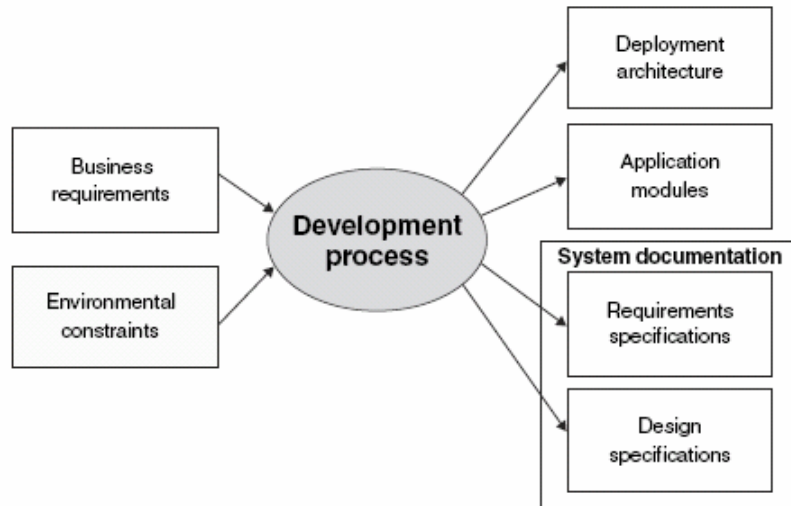 Business
requirements
Environmental
constraints
Development
process
Deployment
architecture
Application
modules
System documentation
Requirements
specifications
Design
specifications